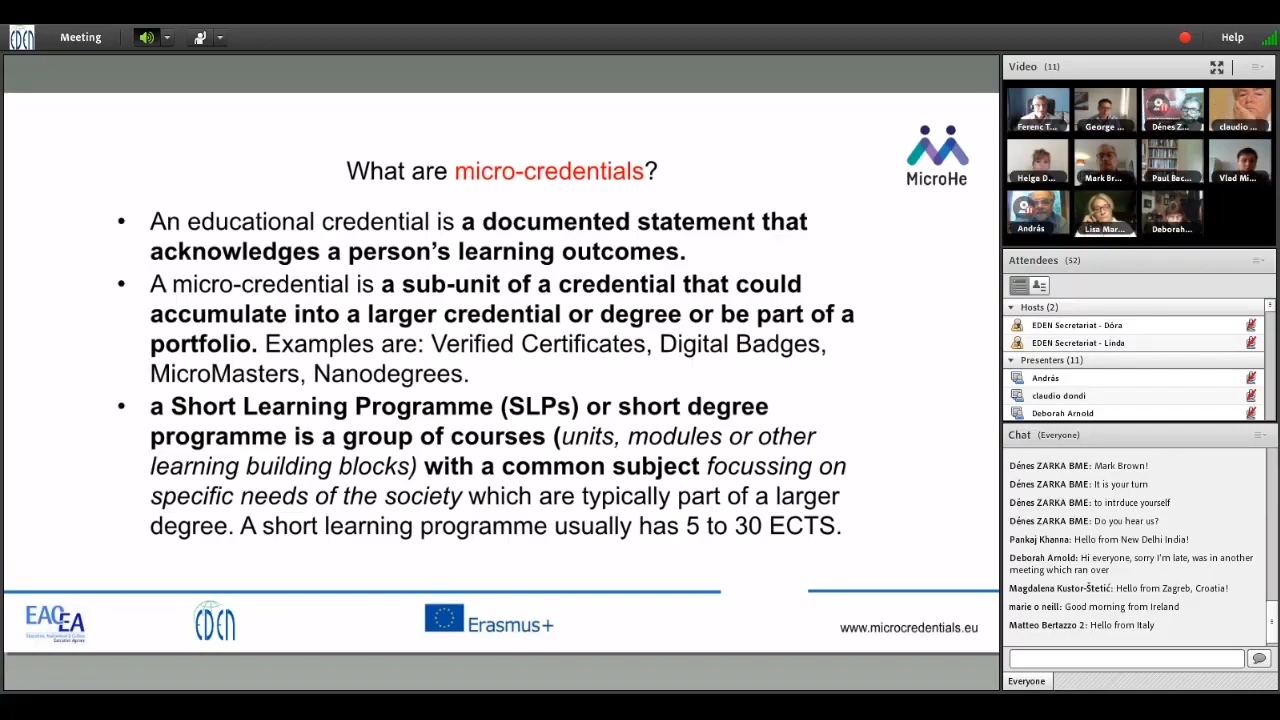 EDEN
Meeting
Help
What are micro-credentials?
MicroHe
• An educational credential is a documented statement that
acknowledges a person’s learning outcomes.
• A micro-credential is a sub-unit of a credential that could
accumulate into a larger credential or degree or be part of a
portfolio. Examples are: Verified Certificates, Digital Badges,
MicroMasters, Nanodegrees.
• a Short Learning Programme (SLPs) or short degree
programme is a group of courses (units, modules or other
learning building blocks) with a common subject focussing on
specific needs of the society which are typically part of a larger
degree. A short learning programme usually has 5 to 30 ECTS.
EACEA
EDEN
Erasmus+
www.microcredentials.eu
Video (11)
Ferenc T...
George ...
Dénes Z...
claudio ...
Helga D...
Mark Br...
Paul Bac...
Vlad Mi...
András
Lisa Mar...
Deborah...
Attendees (52)
Hosts (2)
EDEN Secretariat - Dóra
EDEN Secretariat - Linda
Presenters (11)
András
claudio dondi
Deborah Arnold
Chat (Everyone)
Dénes ZARKA BME: Mark Brown!
Dénes ZARKA BME: It is your turn
Dénes ZARKA BME: to intrduce yourself
Dénes ZARKA BME: Do you hear us?
Pankaj Khanna: Hello from New Delhi India!
Deborah Arnold: Hi everyone, sorry I'm late, was in another
meeting which ran over
Magdalena Kustor-Štetić: Hello from Zagreb, Croatia!
marie o neill: Good morning from Ireland
Matteo Bertazzo 2: Hello from Italy
Everyone